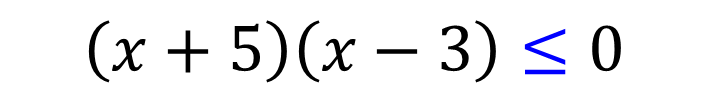 (x + 5)(x − 3) ≤ 0